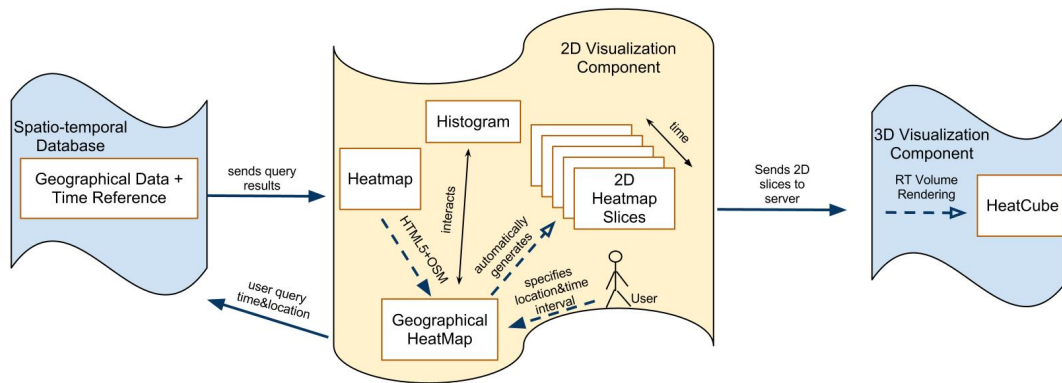 Spatio-temporal
Database
Geographical Data +
Time Reference
sends query
results
user query
time&location
2D Visualization
Component
Heatmap
Histogram
interacts
HTML5+OSM
Geographical
HeatMap
automatically
generates
2D
Heatmap
Slices
time
specifies
location&time
interval
User
Sends 2D
slices to
server
3D Visualization
Component
RT Volume
Rendering
HeatCube